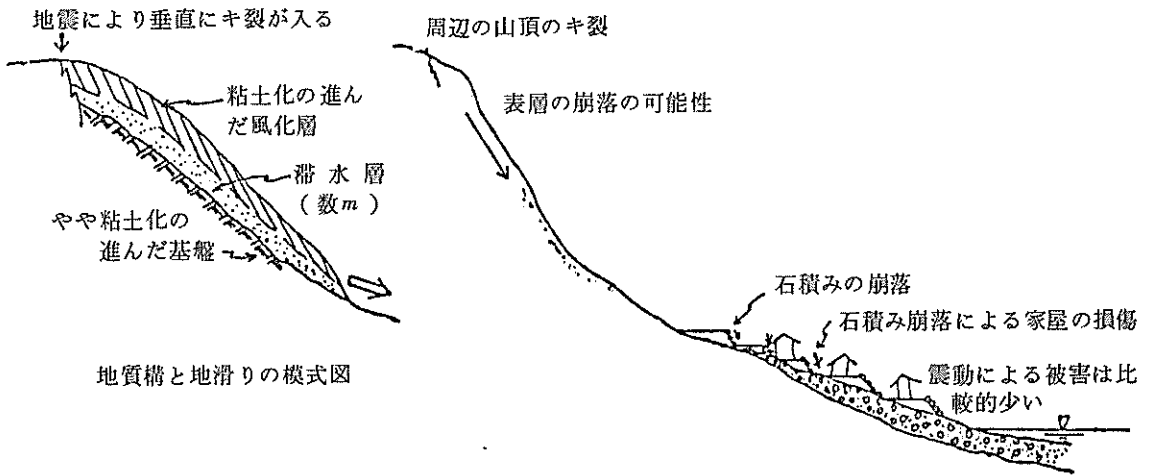 地震により垂直にキ裂が入る
粘土化の進ん
だ風化層
滞水層
(数m)
やや粘土化の
進んだ基盤
地質構と地滑りの模式図
周辺の山頂のキ裂
表層の崩落の可能性
石積みの崩落
石積み崩落による家屋の損傷
震動による被害は比
較的少い